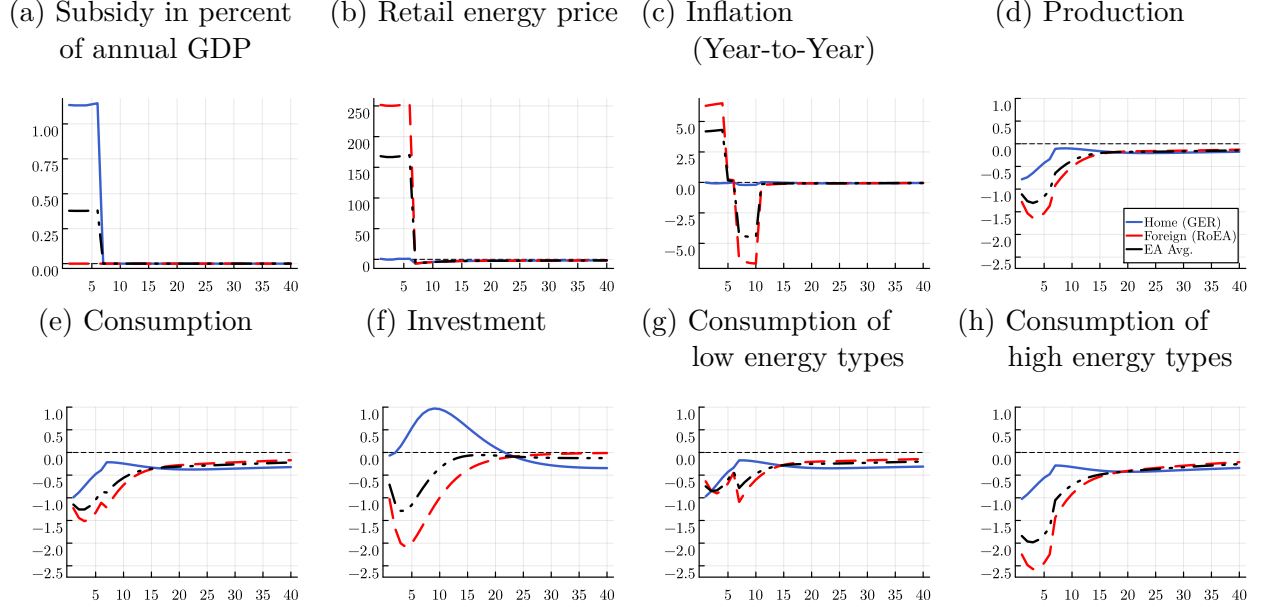 (a) Subsidy in percent
of annual GDP
(b) Retail energy price
(c) Inflation
(Year-to-Year)
(d) Production
1.00
0.75
0.50
0.25
0.00
5 10 15 20 25 30 35 40
250
200
150
100
50
0
5 10 15 20 25 30 35 40
5.0
2.5
0.0
−2.5
−5.0
5 10 15 20 25 30 35 40
1.0
0.5
0.0
−0.5
−1.0
−1.5
−2.0
−2.5
5 10 15 20 25 30 35 40
Home (GER)
Foreign (RoEA)
EA Avg.
(e) Consumption
(f) Investment
(g) Consumption of
low energy types
(h) Consumption of
high energy types
1.0
0.5
0.0
−0.5
−1.0
−1.5
−2.0
−2.5
5 10 15 20 25 30 35 40
1.0
0.5
0.0
−0.5
−1.0
−1.5
−2.0
−2.5
5 10 15 20 25 30 35 40
1.0
0.5
0.0
−0.5
−1.0
−1.5
−2.0
−2.5
5 10 15 20 25 30 35 40
1.0
0.5
0.0
−0.5
−1.0
−1.5
−2.0
−2.5
5 10 15 20 25 30 35 40